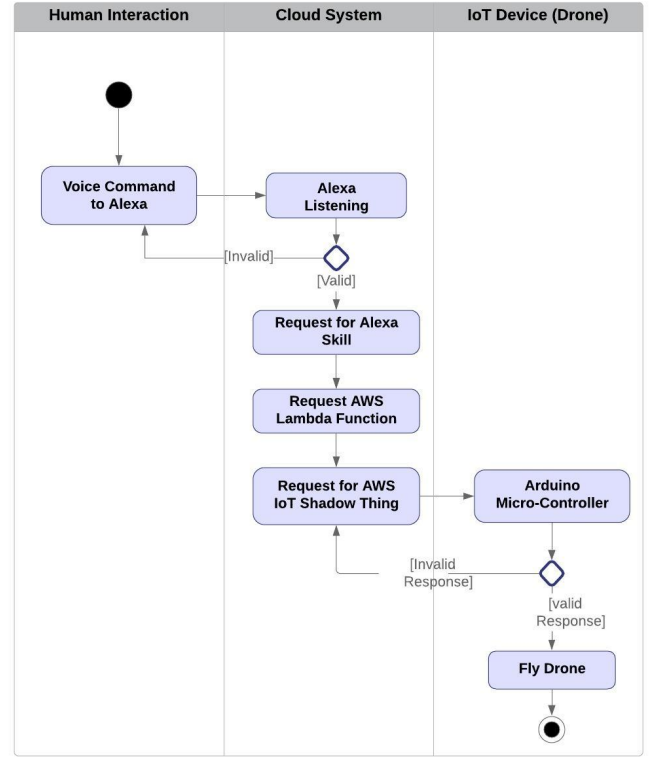 Human Interaction
Cloud System
IoT Device (Drone)
Voice Command
to Alexa
Alexa
Listening
[Invalid]
[Valid]
Request for Alexa
Skill
Request AWS
Lambda Function
Request for AWS
IoT Shadow Thing
Arduino
Micro-Controller
[Invalid
Response]
[valid
Response]
Fly Drone